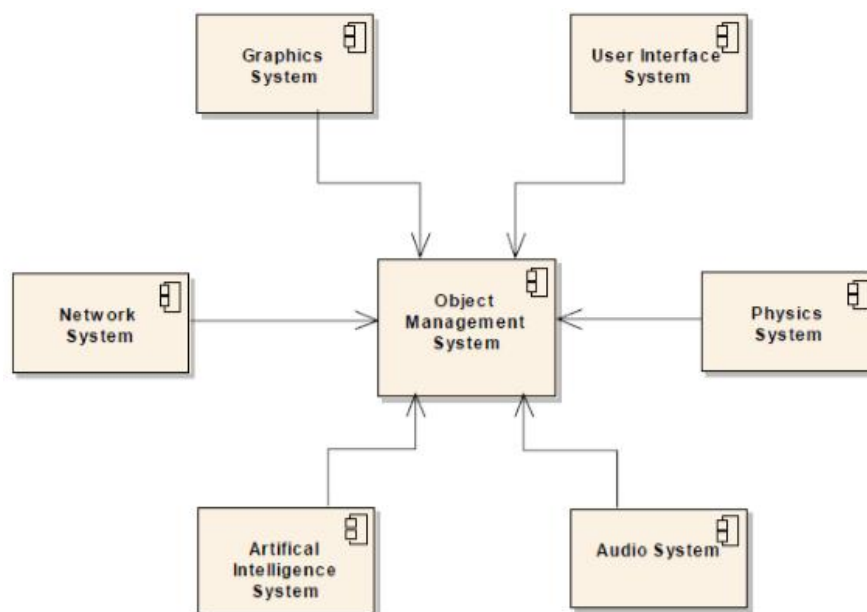 Graphics
System
User Interface
System
Network
System
Object
Management
System
Physics
System
Artifical
Intelligence
System
Audio System